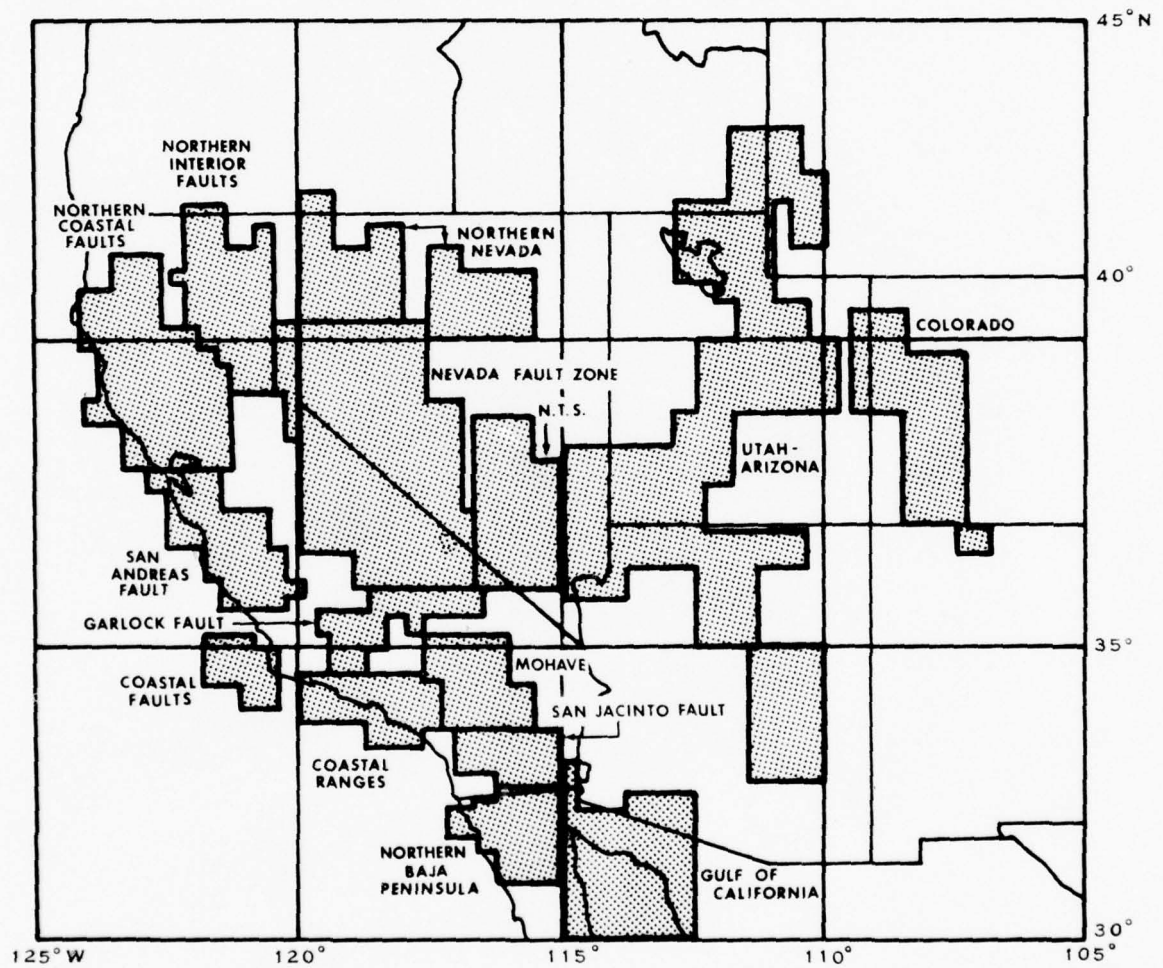 45°N
NORTHERN
INTERIOR
FAULTS
NORTHERN
COASTAL
FAULTS
NORTHERN
NEVADA
40°
COLORADO
NEVADA FAULT ZONE
N.T.S.
UTAH-
ARIZONA
SAN
ANDREAS
FAULT
GARLOCK FAULT
35°
MOHAVE
COASTAL
FAULTS
SAN JACINTO FAULT
COASTAL
RANGES
NORTHERN
BAJA
PENINSULA
GULF OF
CALIFORNIA
30°
125°W
120°
115°
110°
105°